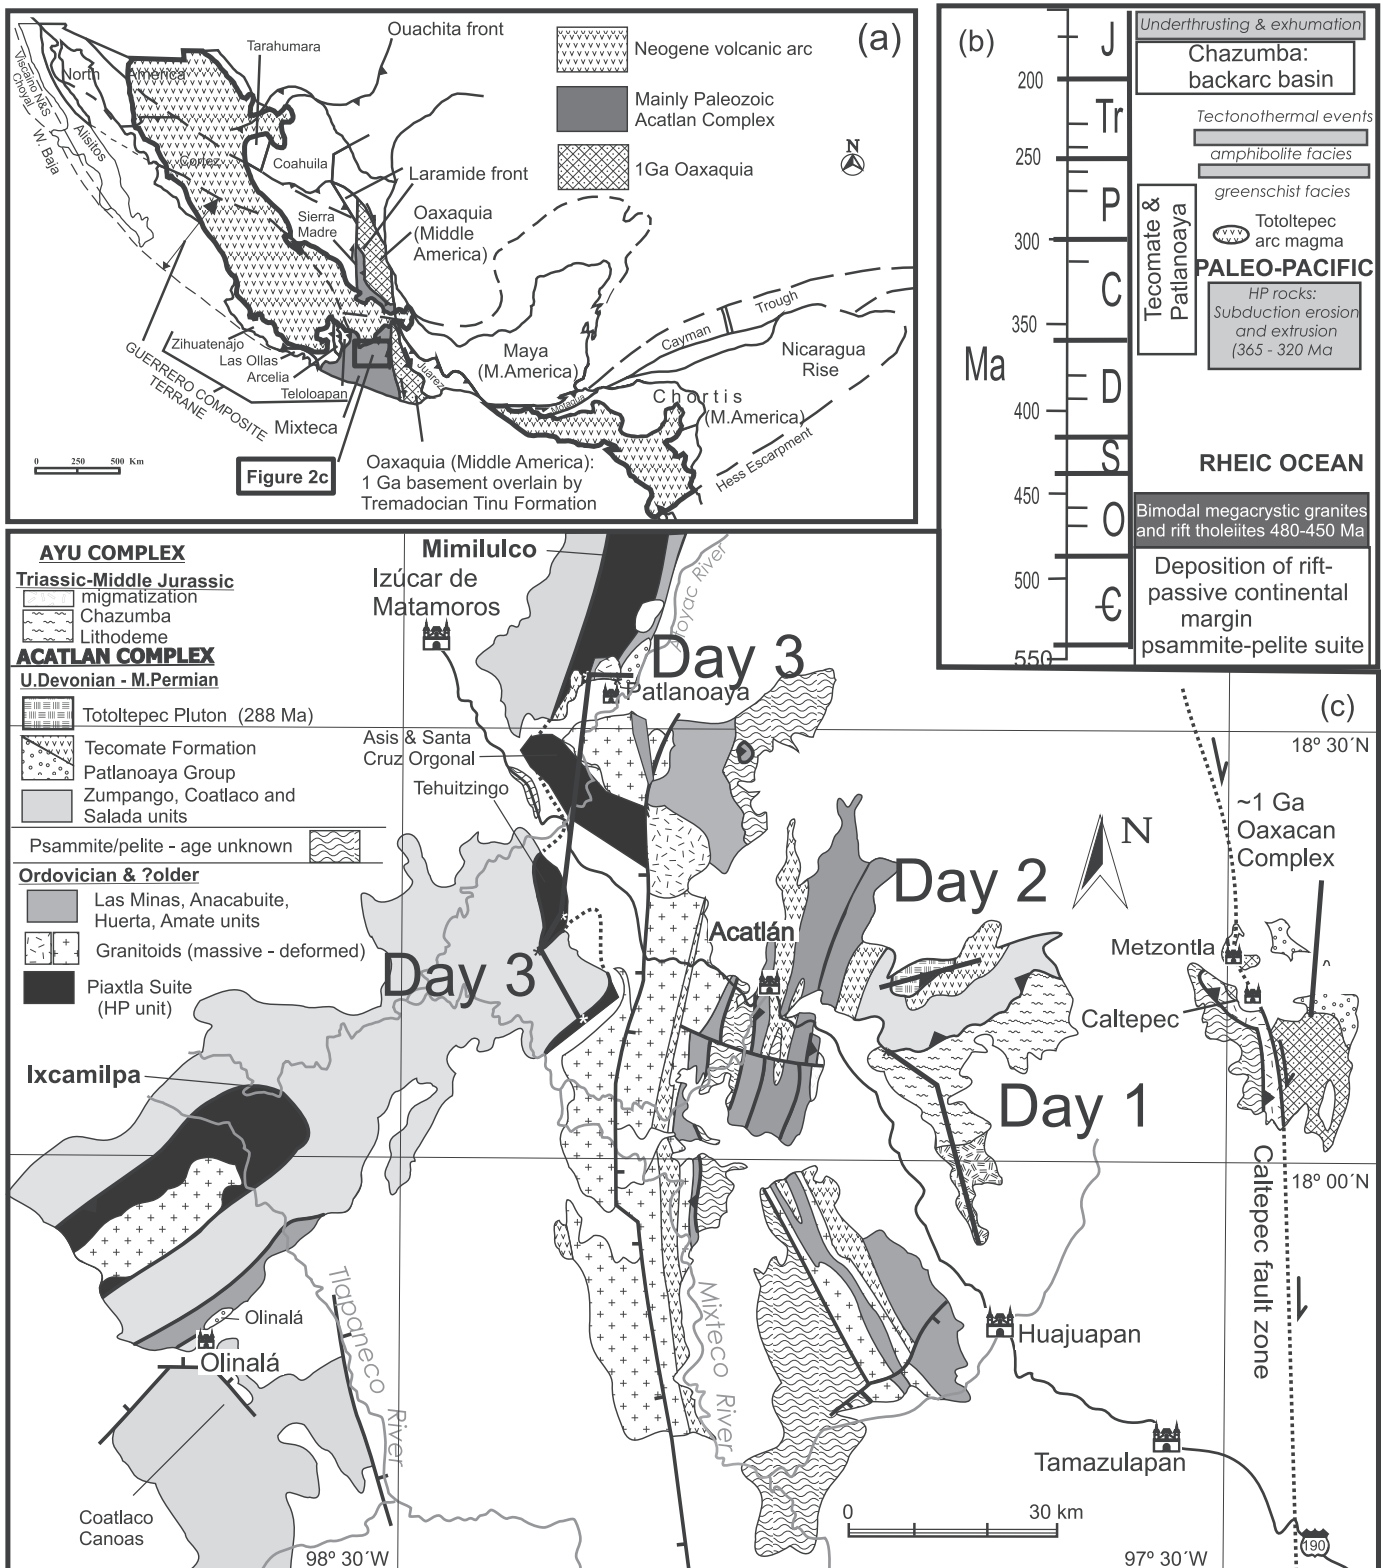 (a)
Ouachita front
Tarahumara
Neogene volcanic arc
North
America
Viscaino N&S
Choyal
Alisitos
W. Baja
Cortez
Coahuila
Mainly Paleozoic
Acatlan Complex
N
1Ga Oaxaquia
Laramide front
Sierra
Madre
Oaxaquia
(Middle
America)
Zihuatenajo
Las Ollas
Arcelia
Teloloapan
GUERRERO COMPOSITE
TERRANE
Mixteca
Juarez
Maya
(M.America)
Cayman
Trough
Nicaragua
Rise
Motagua
Chortis
(M.America)
Hess Escarpment
0 250 500 Km
Figure 2c
Oaxaquia (Middle America):
1 Ga basement overlain by
Tremadocian Tinu Formation
(b)
Ma
200
250
300
350
400
450
500
550
J
Tr
P
C
D
S
O
Є
Underthrusting & exhumation
Chazumba:
backarc basin
Tectonothermal events
amphibolite facies
greenschist facies
Tecomate &
Patlanoaya
Totoltepec
arc magma
PALEO-PACIFIC
HP rocks:
Subduction erosion
and extrusion
(365 - 320 Ma
RHEIC OCEAN
Bimodal megacrystic granites
and rift tholeiites 480-450 Ma
Deposition of rift-
passive continental
margin
psammite-pelite suite
(c)
AYU COMPLEX
Triassic-Middle Jurassic
migmatization
Chazumba
Lithodeme
ACATLAN COMPLEX
U.Devonian - M.Permian
Totoltepec Pluton (288 Ma)
Tecomate Formation
Patlanoaya Group
Zumpango, Coatlaco and
Salada units
Psammite/pelite - age unknown
Ordovician & ?older
Las Minas, Anacabuite,
Huerta, Amate units
Granitoids (massive - deformed)
Piaxtla Suite
(HP unit)
Mimilulco
Izúcar de
Matamoros
Atoyac River
Day 3
Patlanoaya
Asis & Santa
Cruz Orgonal
Tehuitzingo
18º 30´N
~1 Ga
Oaxacan
Complex
N
Day 2
Acatlán
Metzontla
Day 3
Caltepec
Ixcamilpa
Day 1
18º 00´N
Caltepec fault zone
Tlapaneco
River
Mixteco
River
Olinalá
Olinalá
Huajuapan
Tamazulapan
Coatlaco
Canoas
0 30 km
190
98º 30´W
97º 30´W